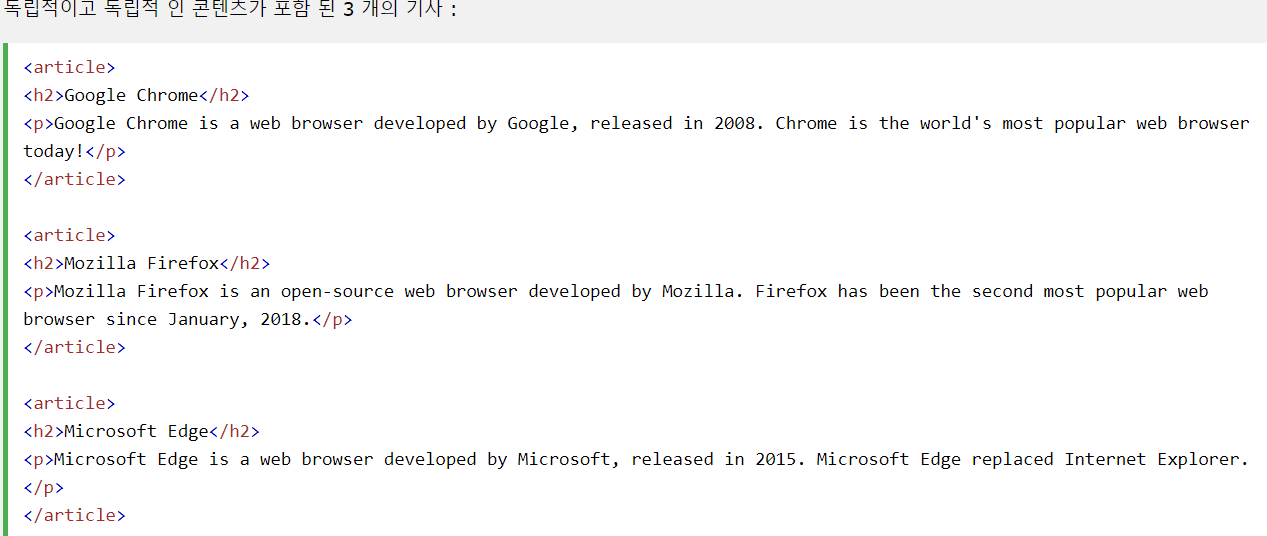 독립적이고 독립적 인 콘텐츠가 포함 된 3 개의 기사 :
<article>
<h2>Google Chrome</h2>
<p>Google Chrome is a web browser developed by Google, released in 2008. Chrome is the world's most popular web browser
today!</p>
</article>
<article>
<h2>Mozilla Firefox</h2>
<p>Mozilla Firefox is an open-source web browser developed by Mozilla. Firefox has been the second most popular web
browser since January, 2018.</p>
</article>
<article>
<h2>Microsoft Edge</h2>
<p>Microsoft Edge is a web browser developed by Microsoft, released in 2015. Microsoft Edge replaced Internet Explorer.
</p>
</article>